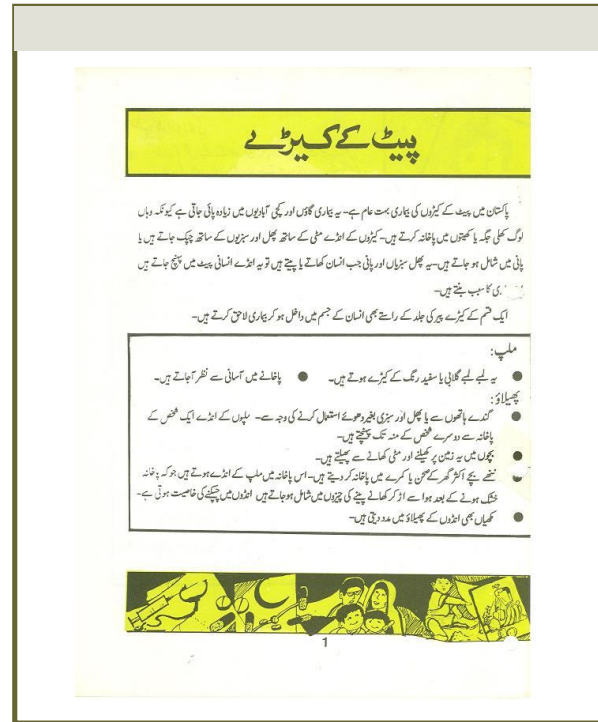 پیٹ کے کیڑے
پاکستان میں پیٹ کے کیڑوں کی بیماری بہت عام ہے۔ یہ بیماری گاؤں اور کچی آبادیوں میں زیادہ پائی جاتی ہے کیونکہ وہاں
لوگ کھلی جگہ یا کھیتوں میں پاخانہ کرتے ہیں۔ کیڑوں کے انڈے مٹی کے ساتھ پھل اور سبزیوں کے ساتھ چپک جاتے ہیں یا
پانی میں شامل ہو جاتے ہیں۔ یہ پھل سبزیاں اور پانی جب انسان کھاتے یا پیتے ہیں تو یہ انڈے انسانی پیٹ میں پہنچ جاتے ہیں
کا سبب بنتے ہیں۔
ایک قسم کے کیڑے پیر کی جلد کے راستے بھی انسان کے جسم میں داخل ہو کر بیماری لاحق کرتے ہیں۔
ملپ:
● یہ لمبے لمبے گلابی یا سفید رنگ کے کیڑے ہوتے ہیں۔ ● پاخانے میں آسانی سے نظر آجاتے ہیں۔
پھیلاؤ:
● گندے ہاتھوں سے یا پھل اور سبزی بغیر دھوئے استعمال کرنے کی وجہ سے۔ ملپوں کے انڈے ایک شخص کے
پاخانہ سے دوسرے شخص کے منہ تک پہنچتے ہیں۔
● بچوں میں یہ زمین پر کھیلنے اور مٹی کھانے سے پھیلتے ہیں۔
ننھے بچے اکثر گھر کے صحن یا کمرے میں پاخانہ کر دیتے ہیں۔ اس پاخانہ میں ملپ کے انڈے ہوتے ہیں جو کہ پاخانہ
خشک ہونے کے بعد ہوا سے اڑ کر کھانے پینے کی چیزوں میں شامل ہوجاتے ہیں انڈوں میں چپکنے کی خاصیت ہوتی ہے۔
● مکھیاں بھی انڈوں کے پھیلاؤ میں مدد دیتی ہیں۔
1